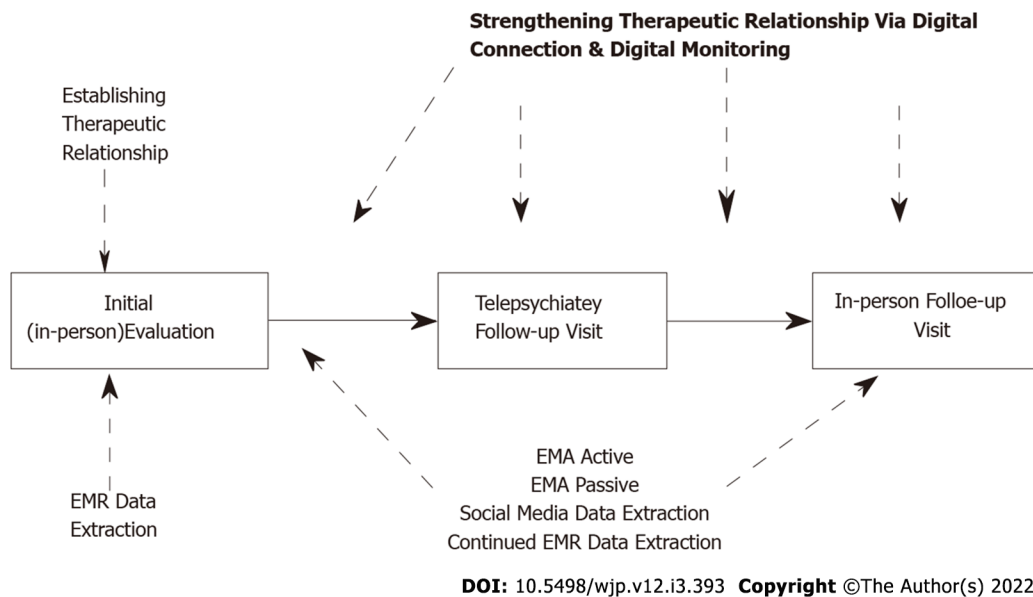 Strengthening Therapeutic Relationship Via Digital
Connection & Digital Monitoring
Establishing
Therapeutic
Relationship
Initial
(in-person)Evaluation
Telepsychiatey
Follow-up Visit
In-person Folloe-up
Visit
EMR Data
Extraction
EMA Active
EMA Passive
Social Media Data Extraction
Continued EMR Data Extraction
DOI: 10.5498/wjp.v12.i3.393 Copyright ©The Author(s) 2022